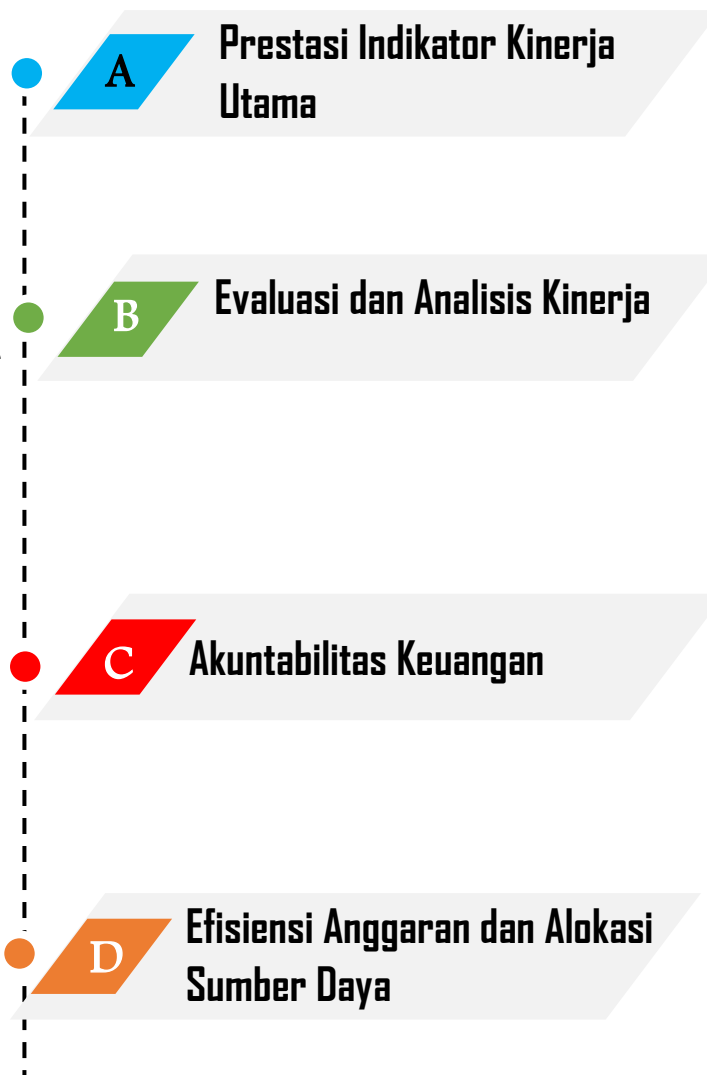 A
Prestasi Indikator Kinerja
Utama
B
Evaluasi dan Analisis Kinerja
C
Akuntabilitas Keuangan
D
Efisiensi Anggaran dan Alokasi
Sumber Daya